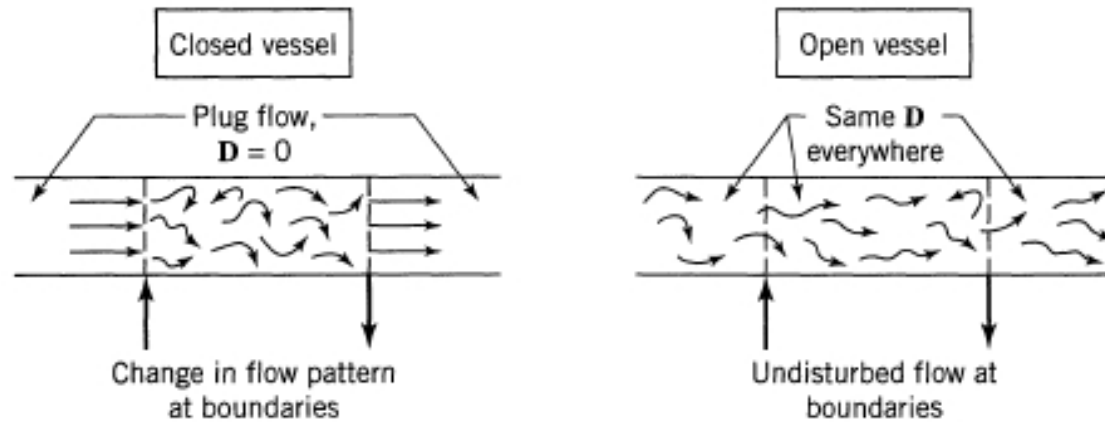 Closed vessel
Plug flow,
D = 0
Change in flow pattern
at boundaries
Open vessel
Same D
everywhere
Undisturbed flow at
boundaries